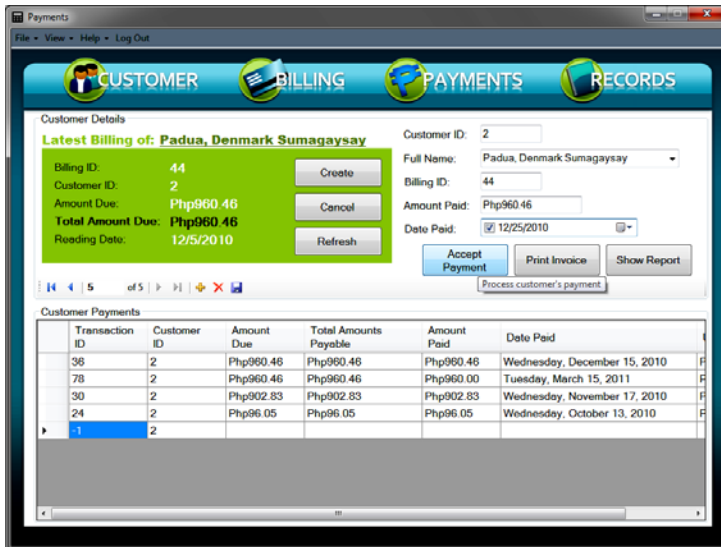 Payments
File View Help Log Out
CUSTOMER BILLING PAYMENTS RECORDS
Customer Details
Latest Billing of: Padua, Denmark Sumagaysay
Billing ID: 44
Customer ID: 2
Amount Due: Php960.46
Total Amount Due: Php960.46
Reading Date: 12/5/2010
Create
Cancel
Refresh
Customer ID: 2
Full Name: Padua, Denmark Sumagaysay
Billing ID: 44
Amount Paid: Php960.46
Date Paid: 12/25/2010
Accept Payment
Print Invoice
Show Report
Process customer's payment
5 of 5
Customer Payments
Transaction ID Customer ID Amount Due Total Amounts Payable Amount Paid Date Paid
36 2 Php960.46 Php960.46 Php960.46 Wednesday, December 15, 2010
78 2 Php960.46 Php960.46 Php960.00 Tuesday, March 15, 2011
30 2 Php902.83 Php902.83 Php902.83 Wednesday, November 17, 2010
24 2 Php96.05 Php96.05 Php96.05 Wednesday, October 13, 2010
-1 2